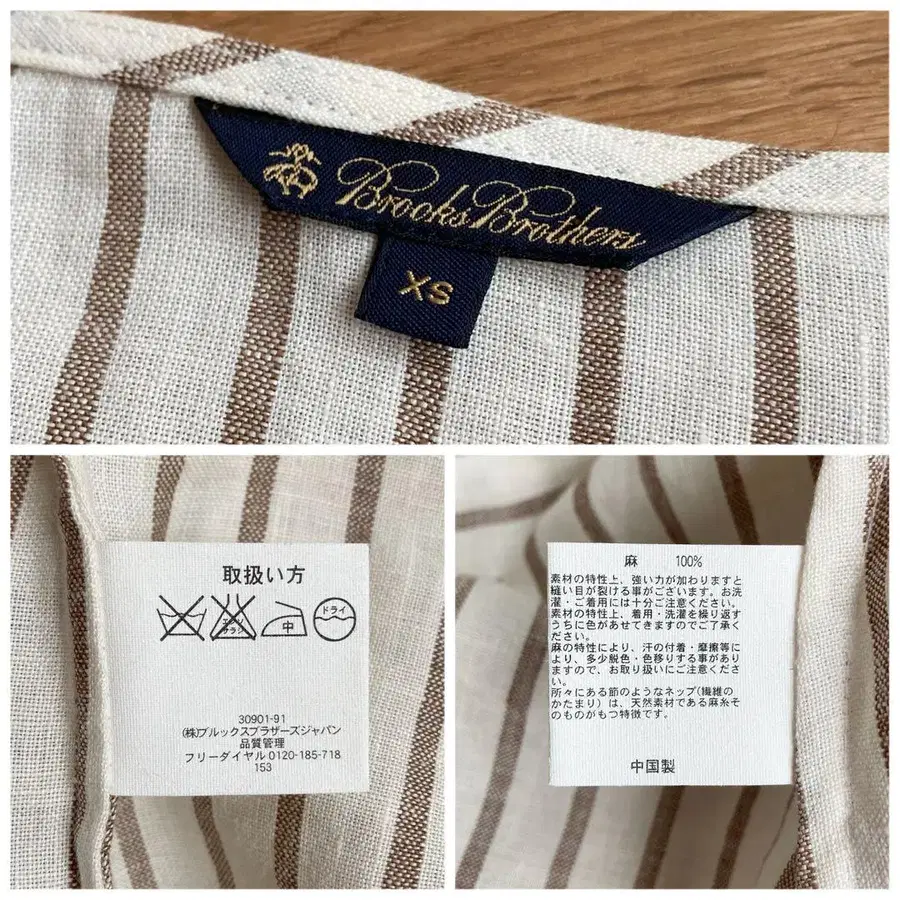 Brooks Brothers
XS
取扱い方
エンソ
サラシ
中
ドライ
30901-91
(株)ブルックスブラザーズジャパン
品質管理
フリーダイヤル 0120-185-718
153
麻 100%
素材の特性上、強い力が加わりますと
縫い目が裂ける事がございます。お洗
濯・ご着用には十分ご注意ください。
素材の特性上、着用・洗濯を繰り返す
うちに色があせてきますのでご了承く
ださい。
麻の特性により、汗の付着・磨擦等に
より、多少脱色・色移りする事があり
ますので、お取り扱いにご注意くださ
い。
所々にある節のようなネップ(繊維の
かたまり)は、天然素材である麻糸そ
のものがもつ特徴です。
中国製